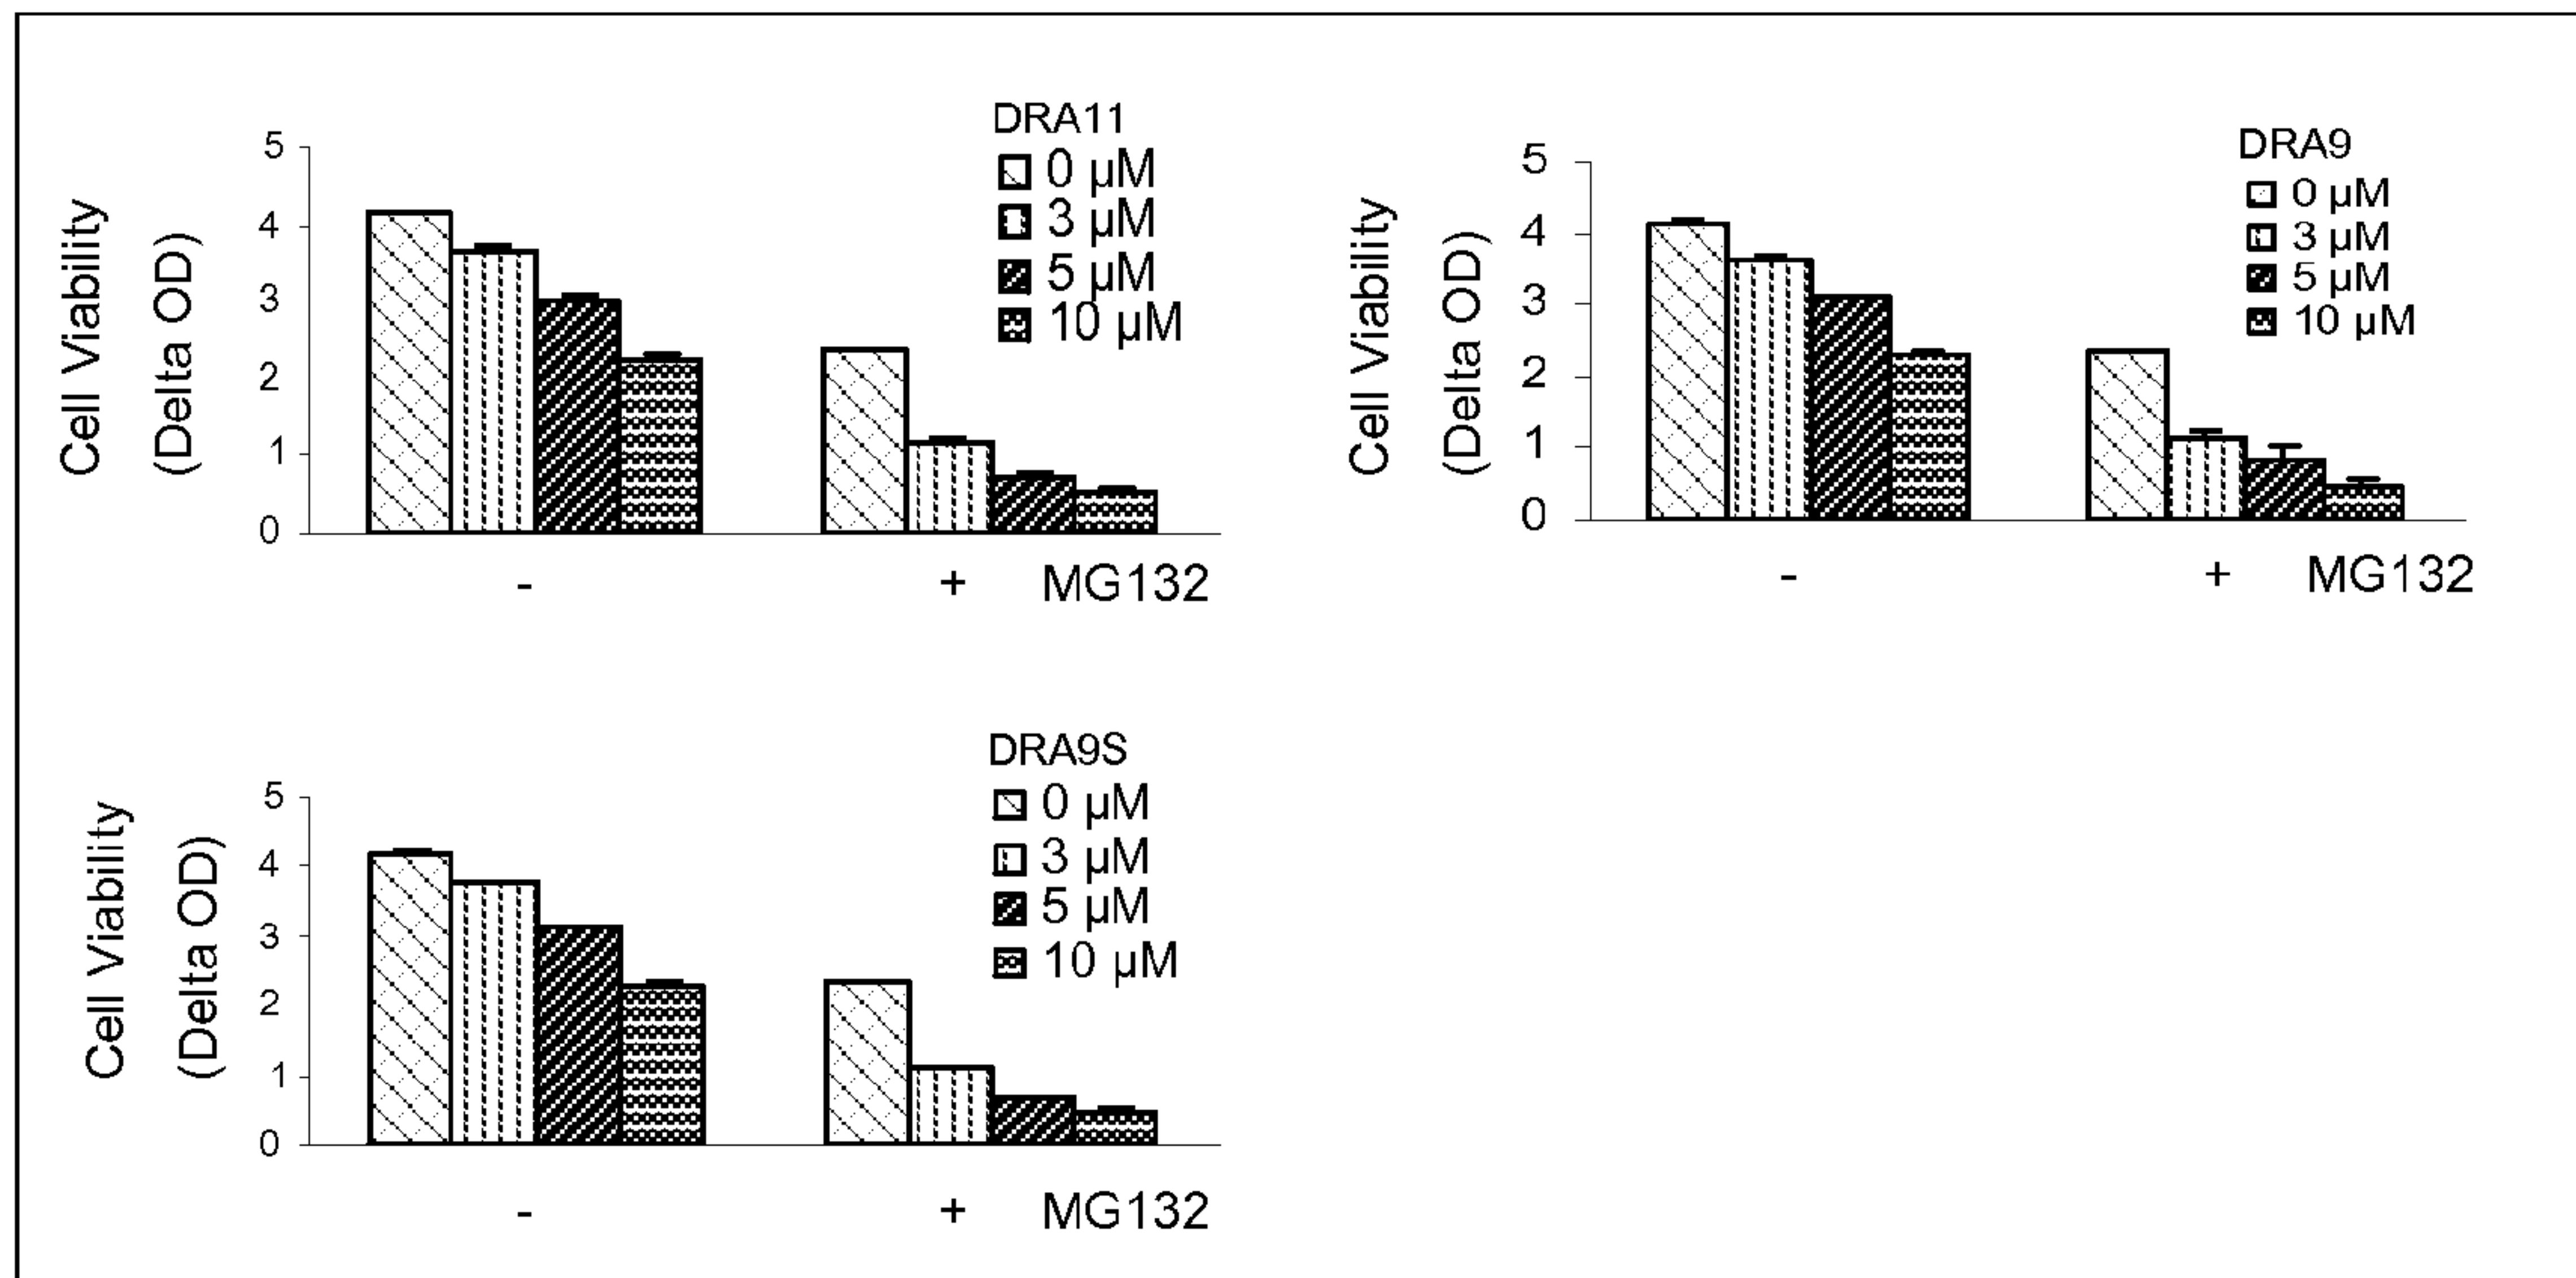 DRA11
0 µM
3 µM
5 µM
10 µM
Cell Viability
(Delta OD)
5
4
3
2
1
0
-
+
MG132
DRA9
0 µM
3 µM
5 µM
10 µM
Cell Viability
(Delta OD)
5
4
3
2
1
0
-
+
MG132
DRA9S
0 µM
3 µM
5 µM
10 µM
Cell Viability
(Delta OD)
5
4
3
2
1
0
-
+
MG132